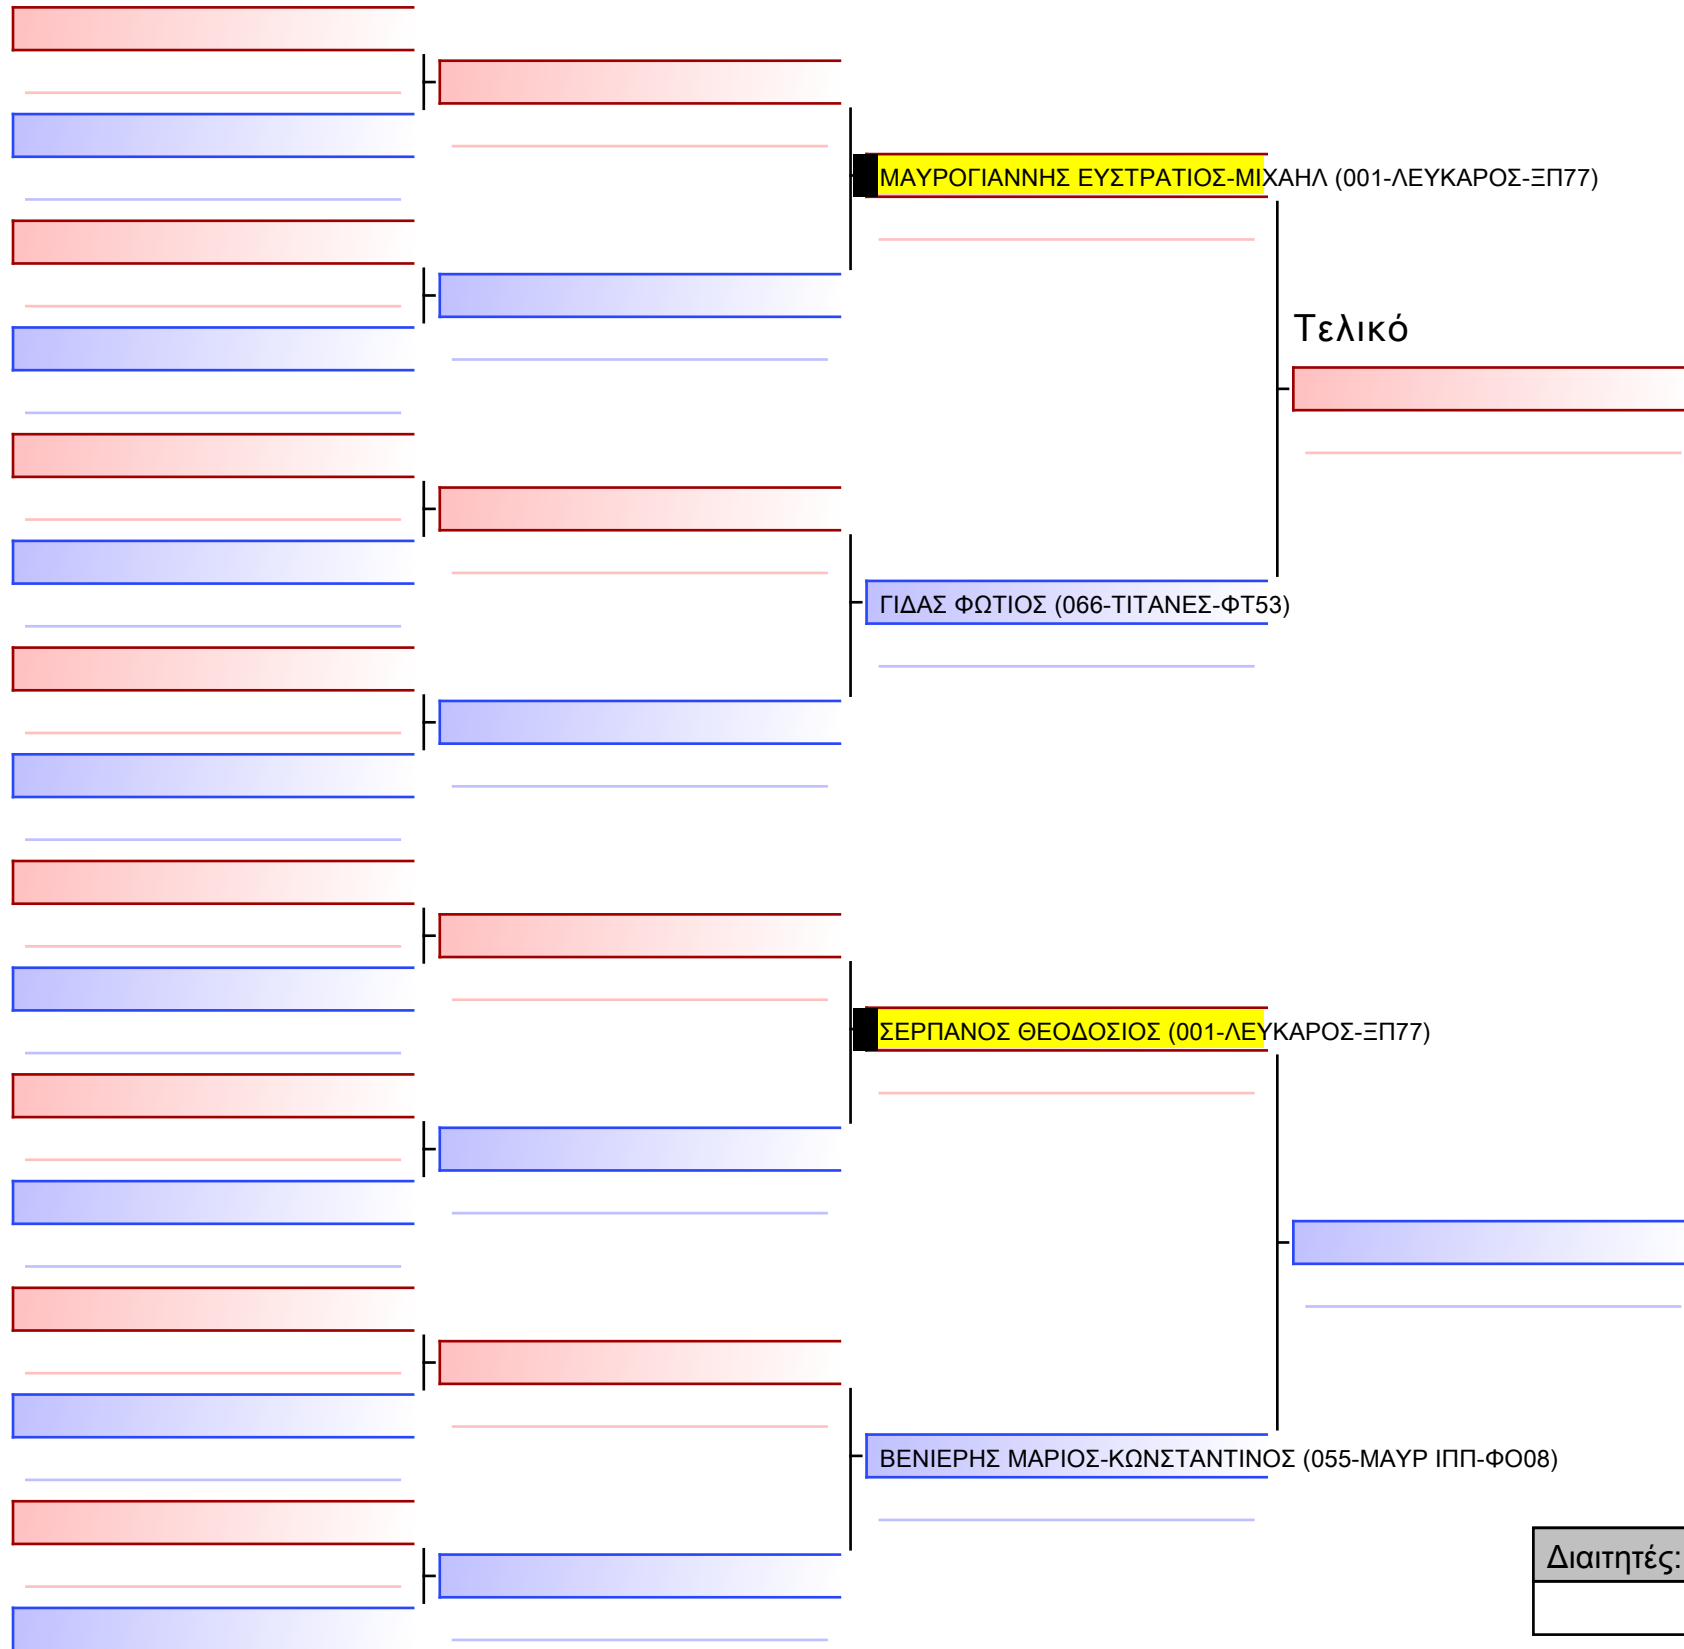 ΜΑΥΡΟΓΙΑΝΝΗΣ ΕΥΣΤΡΑΤΙΟΣ-ΜΙΧΑΗΛ (001-ΛΕΥΚΑΡΟΣ-ΞΠ77)
Τελικό
ΓΙΔΑΣ ΦΩΤΙΟΣ (066-ΤΙΤΑΝΕΣ-ΦΤ53)
ΣΕΡΠΑΝΟΣ ΘΕΟΔΟΣΙΟΣ (001-ΛΕΥΚΑΡΟΣ-ΞΠ77)
ΒΕΝΙΕΡΗΣ ΜΑΡΙΟΣ-ΚΩΝΣΤΑΝΤΙΝΟΣ (055-ΜΑΥΡ ΙΠΠ-ΦΟ08)
Διαιτητές: